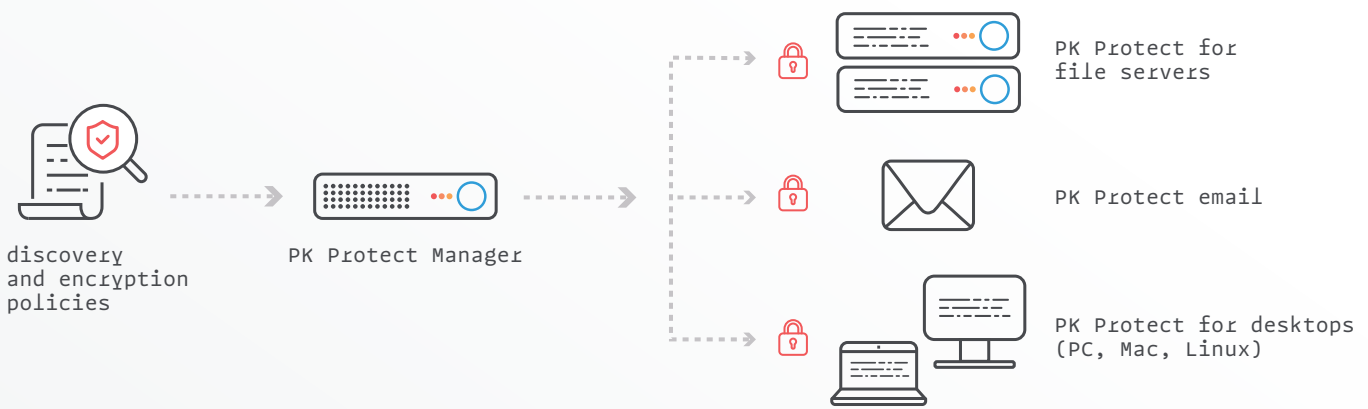 discovery
and encryption
policies
PK Protect Manager
PK Protect for
file servers
PK Protect email
PK Protect for desktops
(PC, Mac, Linux)